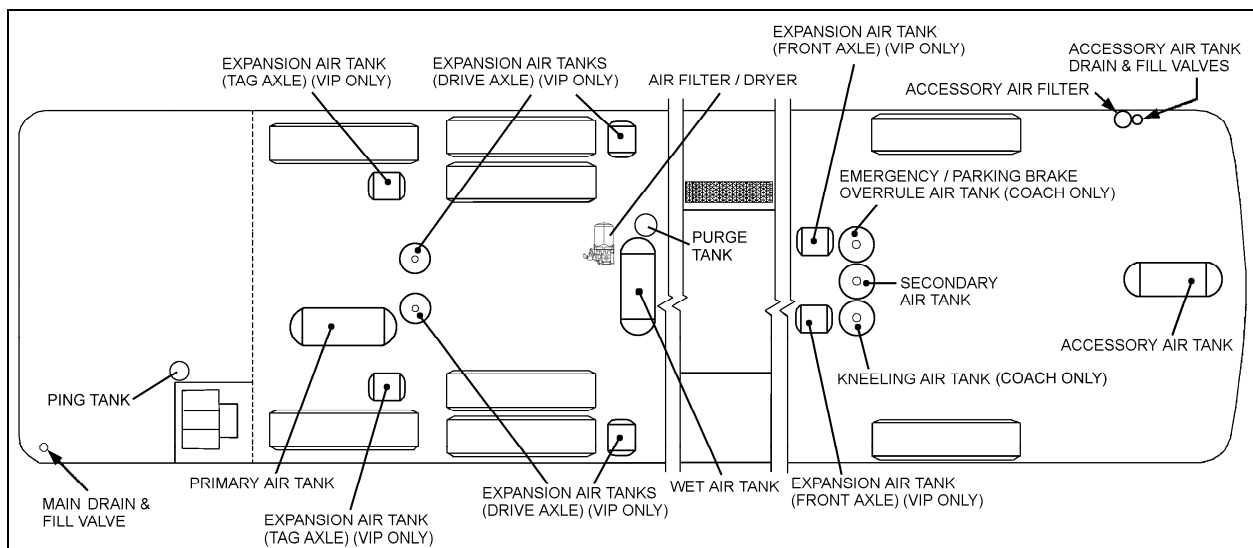 EXPANSION AIR TANK
(FRONT AXLE) (VIP ONLY)
ACCESSORY AIR TANK
DRAIN & FILL VALVES
EXPANSION AIR TANK
(TAG AXLE) (VIP ONLY)
EXPANSION AIR TANKS
(DRIVE AXLE) (VIP ONLY)
AIR FILTER / DRYER
ACCESSORY AIR FILTER
EMERGENCY / PARKING BRAKE
OVERRULE AIR TANK (COACH ONLY)
PURGE
TANK
SECONDARY
AIR TANK
ACCESSORY AIR TANK
KNEELING AIR TANK (COACH ONLY)
PING TANK
PRIMARY AIR TANK
WET AIR TANK
EXPANSION AIR TANKS
(DRIVE AXLE) (VIP ONLY)
EXPANSION AIR TANK
(FRONT AXLE) (VIP ONLY)
MAIN DRAIN &
FILL VALVE
EXPANSION AIR TANK
(TAG AXLE) (VIP ONLY)